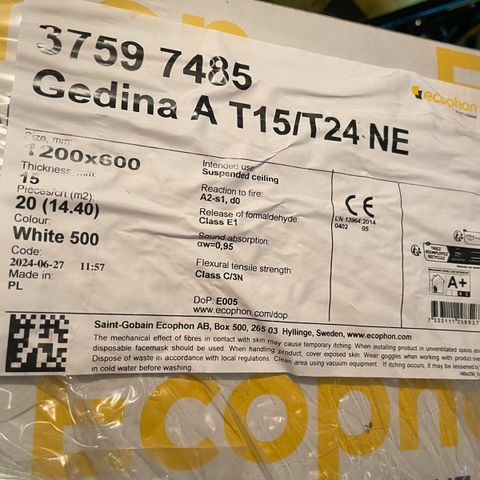 3759 7485
Gedina A T15/T24 NE
ecophon
Size, mm:
1200x600
Thickness, mm:
15
Pieces/crt (m2):
20 (14.40)
Colour:
White 500
Code:
2024-06-27 11:57
Made in:
PL
Intended use
Suspended ceiling
Reaction to fire:
A2-s1, d0
Release of formaldehyde:
Class E1
Sound absorption:
αw=0,95
Flexural tensile strength:
Class C/3N
DoP: E005
www.ecophon.com/dop
CE
EN 13964:2014
0402 05
A+
Saint-Gobain Ecophon AB, Box 500, 265 03 Hyllinge, Sweden, www.ecophon.com
The mechanical effect of fibres in contact with skin may cause temporary itching. When installing product in unventilated spaces
disposable facemask should be used. When handling product, cover exposed skin. Wear goggles when working with product
Dispose of waste in accordance with local regulations. Clean area using vacuum equipment. If itching occurs, it may be lessened
in cold water before washing.
Ecophon